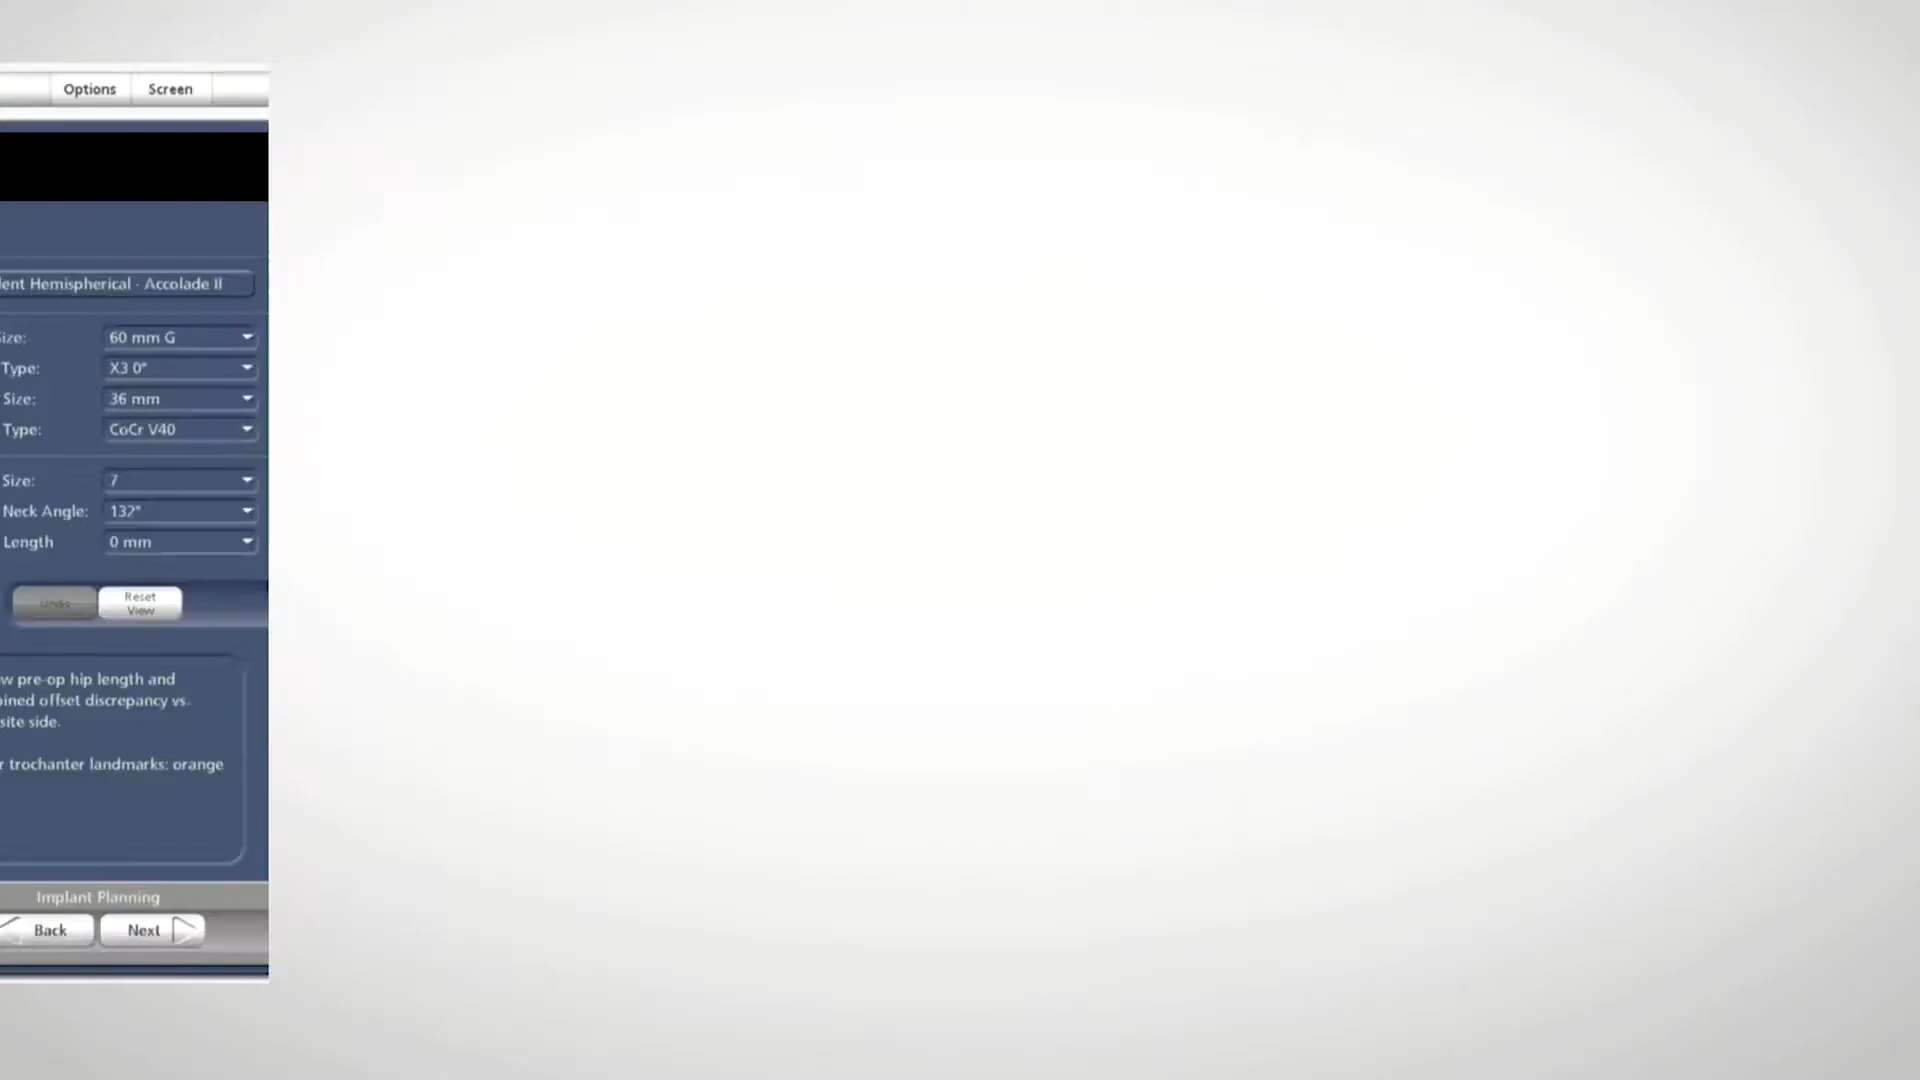 Options Screen
lent Hemispherical - Accolade II
ize: 60 mm G
Type: X3 0°
Size: 36 mm
Type: CoCr V40
Size: 7
Neck Angle: 132°
Length 0 mm
Undo Reset View
w pre-op hip length and
ined offset discrepancy vs.
site side.
r trochanter landmarks: orange
Implant Planning
Back Next